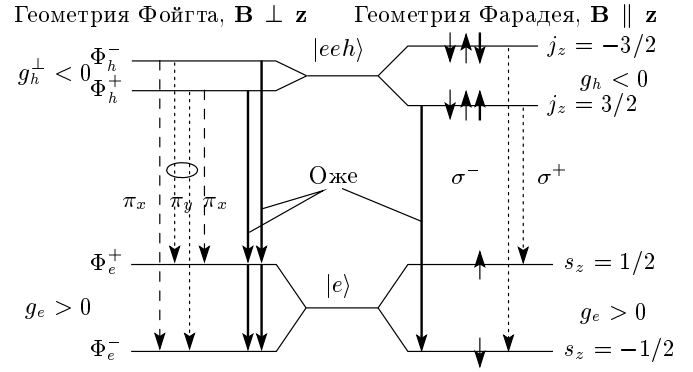 Геометрия Фойгта, B ⊥ z
Геометрия Фарадея, B ∥ z
Φ_h^-
|eeh⟩
j_z = −3/2
g_h^⊥ < 0
g_h < 0
Φ_h^+
j_z = 3/2
Оже
σ^-
σ^+
π_x
π_y
π_x
Φ_e^+
s_z = 1/2
|e⟩
g_e > 0
g_e > 0
Φ_e^-
s_z = −1/2